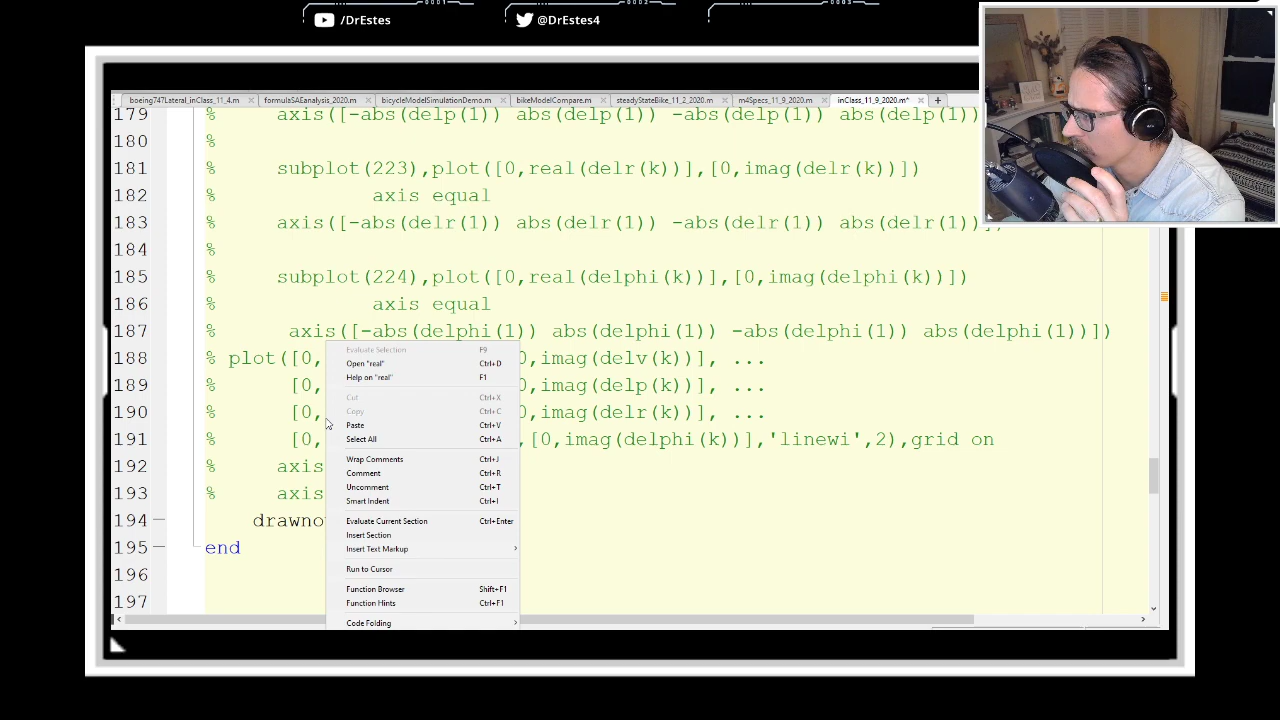 0001 0002 0003
/DrEstes @DrEstes4
boeing747Lateral_inClass_11_4.m × formulaSAEanalysis_2020.m × bicycleModelSimulationDemo.m × bikeModelCompare.m × steadyStateBike_11_2_2020.m × m4Specs_11_9_2020.m × inClass_11_9_2020.m* × +
179 % axis([-abs(delp(1)) abs(delp(1)) -abs(delp(1)) abs(delp(1))
180 %
181 % subplot(223),plot([0,real(delr(k))],[0,imag(delr(k))])
182 % axis equal
183 % axis([-abs(delr(1)) abs(delr(1)) -abs(delr(1)) abs(delr(1))])
184 %
185 % subplot(224),plot([0,real(delphi(k))],[0,imag(delphi(k))])
186 % axis equal
187 % axis([-abs(delphi(1)) abs(delphi(1)) -abs(delphi(1)) abs(delphi(1))])
188 % plot([0, 0,imag(delv(k))], ...
189 % [0, 0,imag(delp(k))], ...
190 % [0, 0,imag(delr(k))], ...
191 % [0, ,[0,imag(delphi(k))],'linewi',2),grid on
192 % axis
193 % axis
194 drawno
195 end
196
197
Evaluate Selection F9
Open "real" Ctrl+D
Help on "real" F1
Cut Ctrl+X
Copy Ctrl+C
Paste Ctrl+V
Select All Ctrl+A
Wrap Comments Ctrl+J
Comment Ctrl+R
Uncomment Ctrl+T
Smart Indent Ctrl+I
Evaluate Current Section Ctrl+Enter
Insert Section
Insert Text Markup
Run to Cursor
Function Browser Shift+F1
Function Hints Ctrl+F1
Code Folding